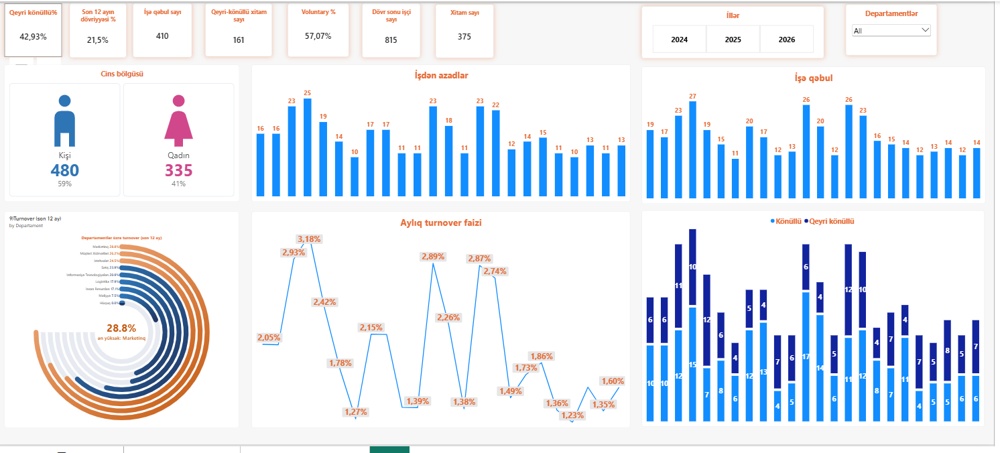 Qeyri könüllü%
42,93%
Son 12 ayın
dövriyyəsi %
21,5%
İşə qəbul sayı
410
Qeyri-könüllü xitam
sayı
161
Voluntary %
57,07%
Dövr sonu işçi
sayı
815
Xitam sayı
375
İllər
2024 2025 2026
Departamentlər
All
Cins bölgüsü
Kişi
480
59%
Qadın
335
41%
İşdən azadlar
16 16 23 25 19 14 10 17 17 11 11 23 18 11 23 22 12 14 15 11 10 13 11 13
İşə qəbul
19 17 23 27 19 15 11 20 17 12 13 26 20 12 26 23 16 15 14 12 13 14 12 14
9)Turnover (son 12 ay)
by Departament
Departamentlər üzrə turnover (son 12 ay)
Marketinq 28.8%
Müştəri Xidmətləri 26.2%
İstehsalat 24.5%
Satış 23.9%
İnformasiya Texnologiyaları 20.9%
Logistika 17.9%
İnsan Resursları 17.1%
Maliyyə 7.5%
Hüquq 0.0%
28.8%
ən yüksək: Marketinq
Aylıq turnover faizi
2,05%
2,93%
3,18%
2,42%
1,78%
1,27%
2,15%
1,39%
2,89%
2,26%
1,38%
2,87%
2,74%
1,49%
1,73%
1,86%
1,36%
1,23%
1,35%
1,60%
Könüllü Qeyri könüllü
6 6 11 10 12 6 4 5 4 7 6 6 4 5 12 10 4 7 4 7 5 8 5 7
10 10 12 15 7 8 6 12 13 4 5 17 14 6 11 12 8 7 11 4 5 5 6 6